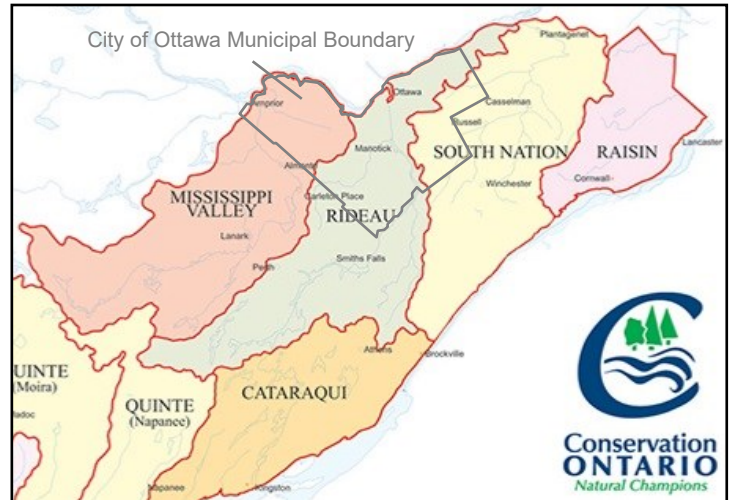 City of Ottawa Municipal Boundary
Plantagenet
Ottawa
Arnprior
Casselman
Russell
Manotick
SOUTH NATION
RAISIN
Lancaster
Almonte
Winchester
Cornwall
MISSISSIPPI
VALLEY
Carleton Place
RIDEAU
Lanark
Smiths Falls
Perth
Athens
Brockville
UINTE
(Moira)
CATARAQUI
QUINTE
(Napanee)
adoc
Napanee
Kingston
Conservation
ONTARIO
Natural Champions